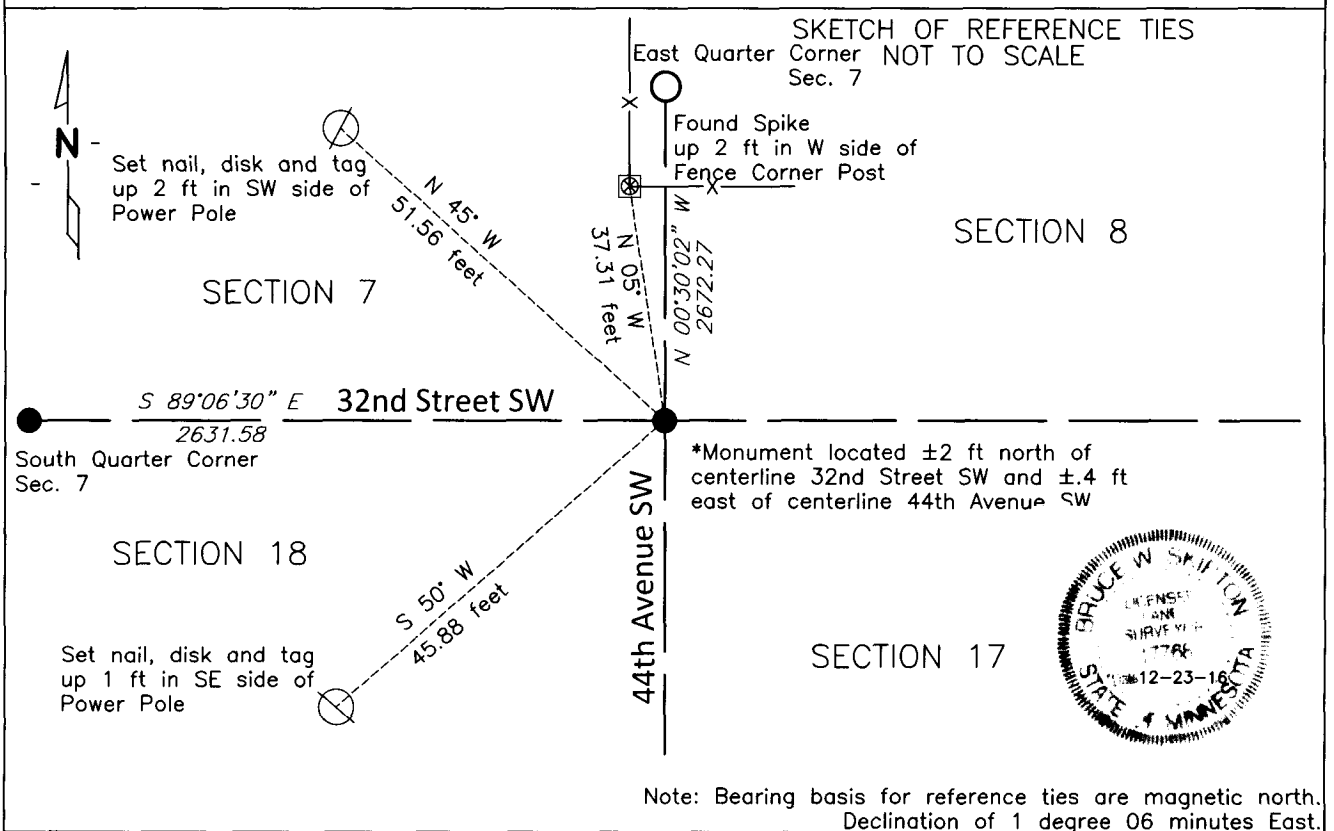 SKETCH OF REFERENCE TIES
NOT TO SCALE
East Quarter Corner
Sec. 7
N
Set nail, disk and tag
up 2 ft in SW side of
Power Pole
Found Spike
up 2 ft in W side of
Fence Corner Post
X
X
N 45° W
51.56 feet
N 05° W
37.31 feet
N 00°30'02" W
2672.27
SECTION 8
SECTION 7
S 89°06'30" E
2631.58
32nd Street SW
South Quarter Corner
Sec. 7
*Monument located ±2 ft north of
centerline 32nd Street SW and ±.4 ft
east of centerline 44th Avenue SW
44th Avenue SW
SECTION 18
S 50° W
45.88 feet
Set nail, disk and tag
up 1 ft in SE side of
Power Pole
SECTION 17
BRUCE W SKIFTON
SURVEYOR
12-23-16
STATE MINNESOTA
Note: Bearing basis for reference ties are magnetic north.
Declination of 1 degree 06 minutes East.